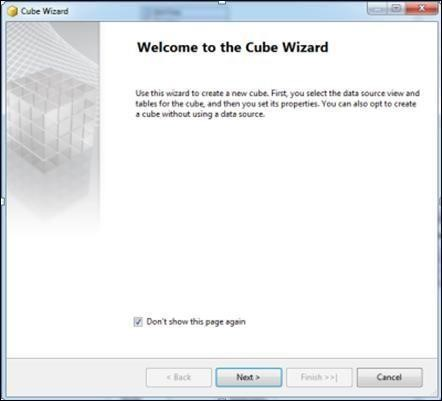 Cube Wizard
Welcome to the Cube Wizard
Use this wizard to create a new cube. First, you select the data source view and
tables for the cube, and then you set its properties. You can also opt to create
a cube without using a data source.
Don't show this page again
< Back
Next >
Finish >>|
Cancel